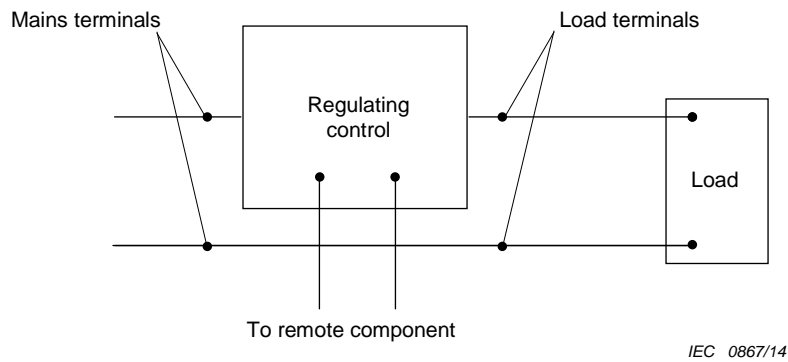 Mains terminals
Load terminals
Regulating
control
Load
To remote component
IEC 0867/14